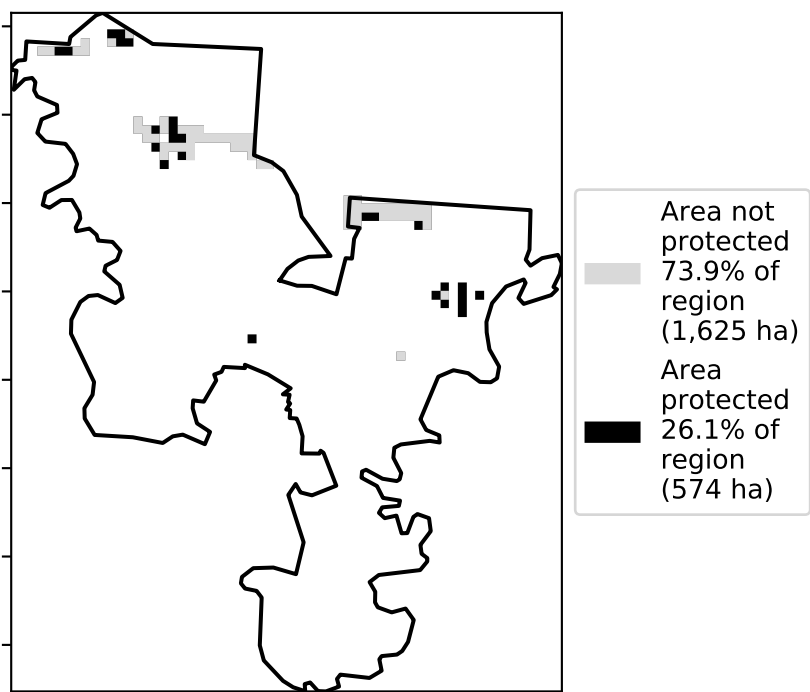 Area not
protected
73.9% of
region
(1,625 ha)
Area
protected
26.1% of
region
(574 ha)